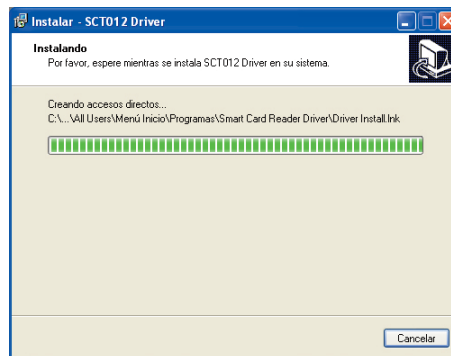 Instalar - SCT012 Driver
Instalando
Por favor, espere mientras se instala SCT012 Driver en su sistema.
Creando accesos directos...
C:\...\All Users\Menú Inicio\Programas\Smart Card Reader Driver\Driver Install.lnk
Cancelar